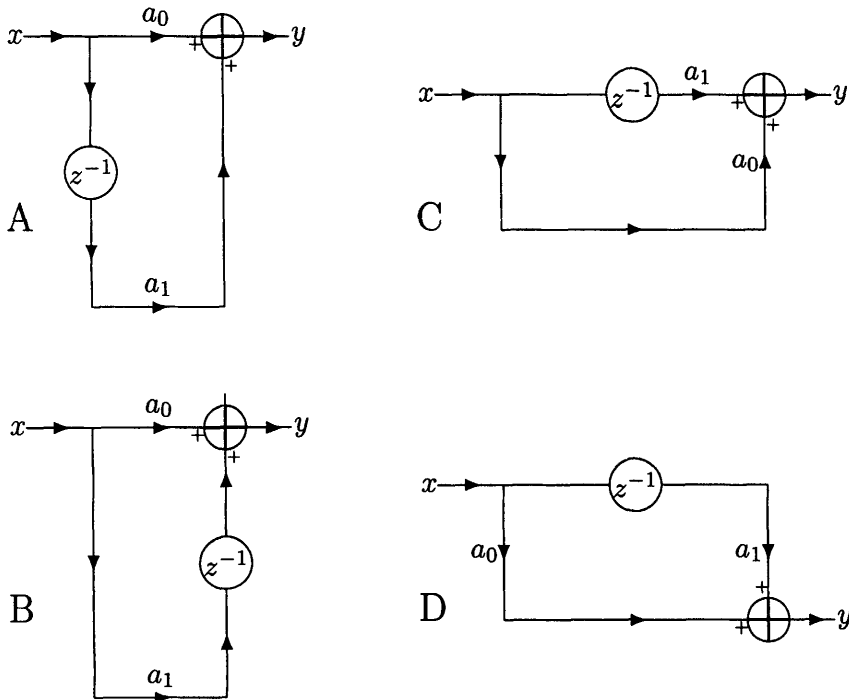 x a₀ + + y
z⁻¹
A
a₁
x z⁻¹ a₁ + + y
a₀
C
x a₀ + + y
z⁻¹
B
a₁
x z⁻¹
a₀ a₁
+
D
+ y